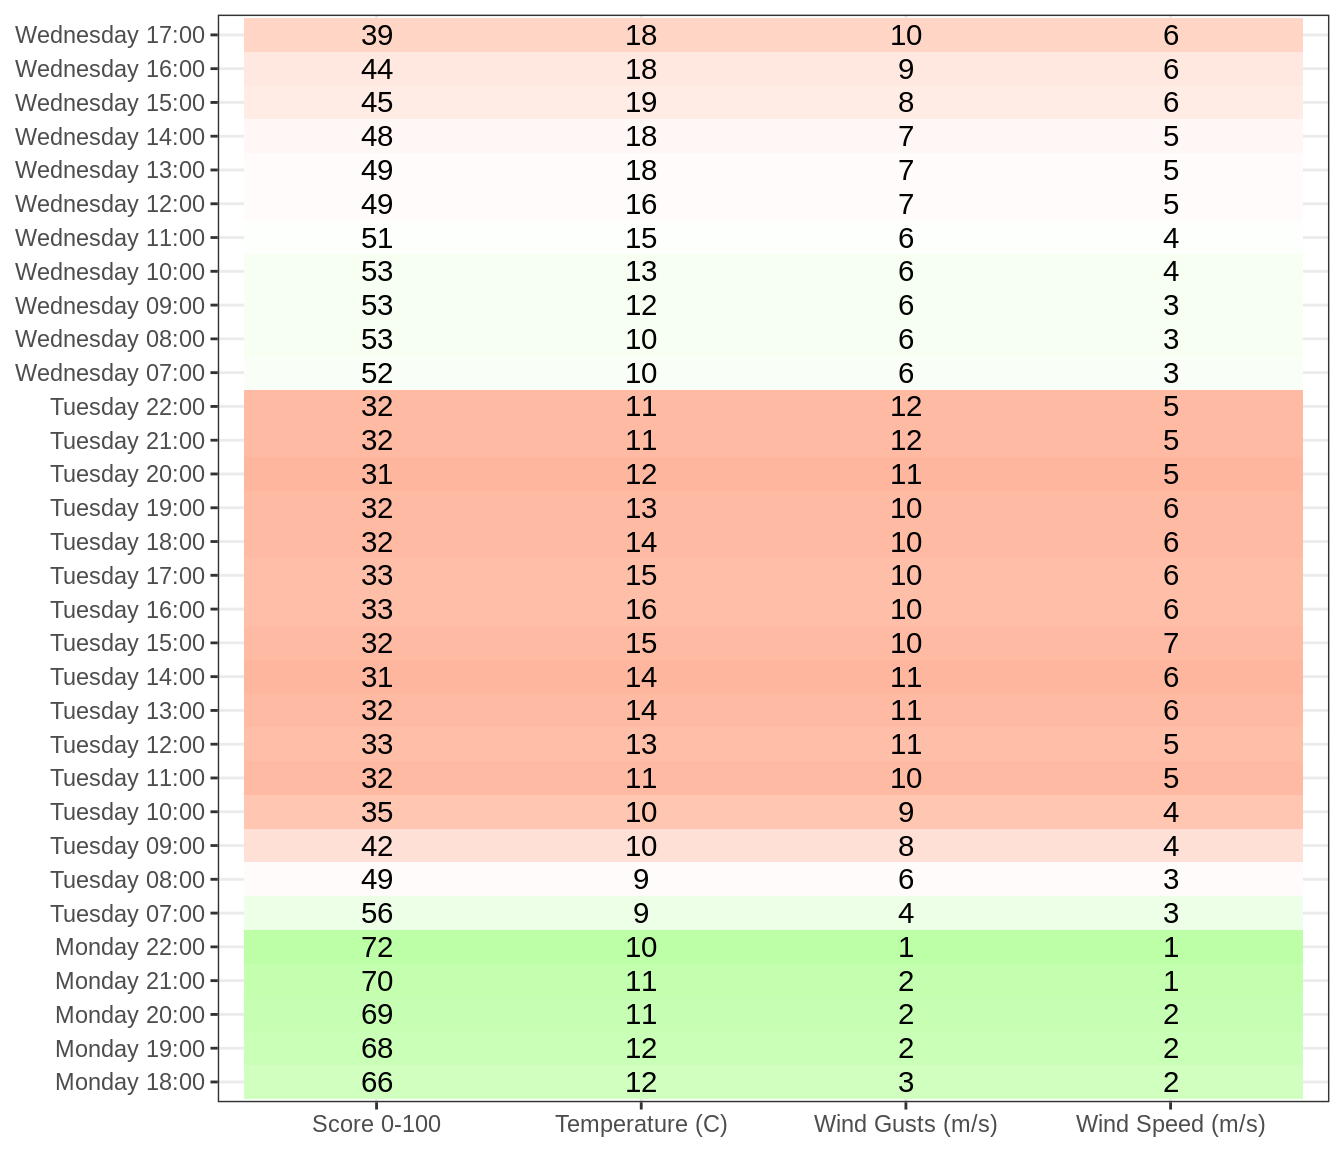 Wednesday 17:00 39 18 10 6
Wednesday 16:00 44 18 9 6
Wednesday 15:00 45 19 8 6
Wednesday 14:00 48 18 7 5
Wednesday 13:00 49 18 7 5
Wednesday 12:00 49 16 7 5
Wednesday 11:00 51 15 6 4
Wednesday 10:00 53 13 6 4
Wednesday 09:00 53 12 6 3
Wednesday 08:00 53 10 6 3
Wednesday 07:00 52 10 6 3
Tuesday 22:00 32 11 12 5
Tuesday 21:00 32 11 12 5
Tuesday 20:00 31 12 11 5
Tuesday 19:00 32 13 10 6
Tuesday 18:00 32 14 10 6
Tuesday 17:00 33 15 10 6
Tuesday 16:00 33 16 10 6
Tuesday 15:00 32 15 10 7
Tuesday 14:00 31 14 11 6
Tuesday 13:00 32 14 11 6
Tuesday 12:00 33 13 11 5
Tuesday 11:00 32 11 10 5
Tuesday 10:00 35 10 9 4
Tuesday 09:00 42 10 8 4
Tuesday 08:00 49 9 6 3
Tuesday 07:00 56 9 4 3
Monday 22:00 72 10 1 1
Monday 21:00 70 11 2 1
Monday 20:00 69 11 2 2
Monday 19:00 68 12 2 2
Monday 18:00 66 12 3 2
Score 0-100 Temperature (C) Wind Gusts (m/s) Wind Speed (m/s)